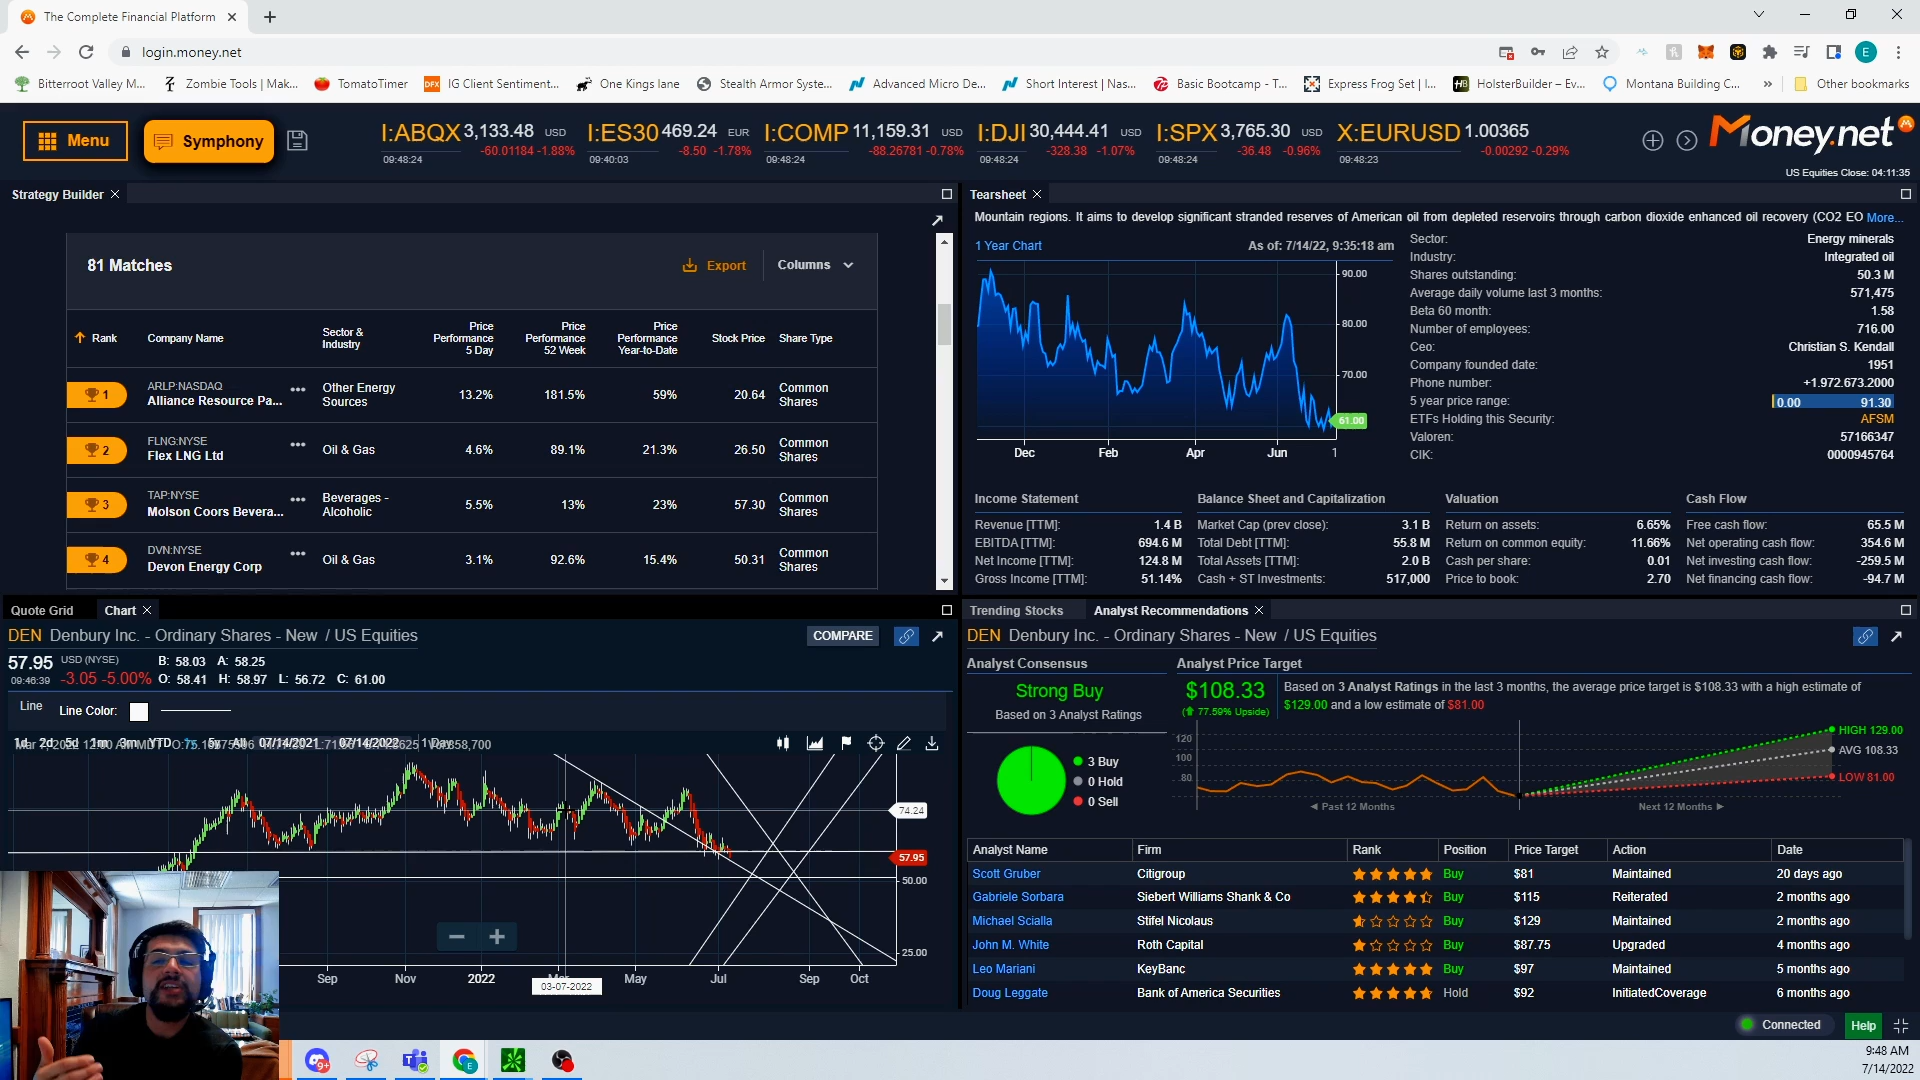 The Complete Financial Platform
login.money.net
Bitterroot Valley M...
Zombie Tools | Mak...
TomatoTimer
DFX
IG Client Sentiment...
One Kings lane
Stealth Armor Syste...
Advanced Micro De...
Short Interest | Nas...
Basic Bootcamp - T...
Express Frog Set | I...
HB
HolsterBuilder – Ev...
Montana Building C...
»
Other bookmarks
E
Menu
Symphony
I:ABQX 3,133.48 USD
09:48:24 -60.01184 -1.88%
I:ES30 469.24 EUR
09:40:03 -8.50 -1.78%
I:COMP 11,159.31 USD
09:48:24 -88.26781 -0.78%
I:DJI 30,444.41 USD
09:48:24 -328.38 -1.07%
I:SPX 3,765.30 USD
09:48:24 -36.48 -0.96%
X:EURUSD 1.00365
09:48:23 -0.00292 -0.29%
Money.net
US Equities Close: 04:11:35
Strategy Builder
81 Matches
Export
Columns
Rank Company Name Sector & Industry Price Performance 5 Day Price Performance 52 Week Price Performance Year-to-Date Stock Price Share Type
1 ARLP:NASDAQ Alliance Resource Pa... ••• Other Energy Sources 13.2% 181.5% 59% 20.64 Common Shares
2 FLNG:NYSE Flex LNG Ltd ••• Oil & Gas 4.6% 89.1% 21.3% 26.50 Common Shares
3 TAP:NYSE Molson Coors Bevera... ••• Beverages - Alcoholic 5.5% 13% 23% 57.30 Common Shares
4 DVN:NYSE Devon Energy Corp ••• Oil & Gas 3.1% 92.6% 15.4% 50.31 Common Shares
Tearsheet
Mountain regions. It aims to develop significant stranded reserves of American oil from depleted reservoirs through carbon dioxide enhanced oil recovery (CO2 EO More...
1 Year Chart
As of: 7/14/22, 9:35:18 am
90.00
80.00
70.00
61.00
Dec Feb Apr Jun 1
Sector: Energy minerals
Industry: Integrated oil
Shares outstanding: 50.3 M
Average daily volume last 3 months: 571,475
Beta 60 month: 1.58
Number of employees: 716.00
Ceo: Christian S. Kendall
Company founded date: 1951
Phone number: +1.972.673.2000
5 year price range: 0.00 91.30
ETFs Holding this Security: AFSM
Valoren: 57166347
CIK: 0000945764
Income Statement
Revenue [TTM]: 1.4 B
EBITDA [TTM]: 694.6 M
Net Income [TTM]: 124.8 M
Gross Income [TTM]: 51.14%
Balance Sheet and Capitalization
Market Cap (prev close): 3.1 B
Total Debt [TTM]: 55.8 M
Total Assets [TTM]: 2.0 B
Cash + ST Investments: 517,000
Valuation
Return on assets: 6.65%
Return on common equity: 11.66%
Cash per share: 0.01
Price to book: 2.70
Cash Flow
Free cash flow: 65.5 M
Net operating cash flow: 354.6 M
Net investing cash flow: -259.5 M
Net financing cash flow: -94.7 M
Quote Grid
Chart
DEN Denbury Inc. - Ordinary Shares - New / US Equities
COMPARE
57.95 USD (NYSE) B: 58.03 A: 58.25
09:46:39 -3.05 -5.00% O: 58.41 H: 58.97 L: 56.72 C: 61.00
Line
Line Color:
1d 2d 5d 1m YTD 5y All 07/14/2021 07/14/2022 1 Day
74.24
57.95
50.00
25.00
Sep Nov 2022 May Jul Sep Oct
03-07-2022
Trending Stocks
Analyst Recommendations
DEN Denbury Inc. - Ordinary Shares - New / US Equities
Analyst Consensus
Strong Buy
Based on 3 Analyst Ratings
3 Buy
0 Hold
0 Sell
Analyst Price Target
$108.33
(77.59% Upside)
Based on 3 Analyst Ratings in the last 3 months, the average price target is $108.33 with a high estimate of
$129.00 and a low estimate of $81.00
120
100
80
HIGH 129.00
AVG 108.33
LOW 81.00
◄ Past 12 Months
Next 12 Months ►
Analyst Name Firm Rank Position Price Target Action Date
Scott Gruber Citigroup Buy $81 Maintained 20 days ago
Gabriele Sorbara Siebert Williams Shank & Co Buy $115 Reiterated 2 months ago
Michael Scialla Stifel Nicolaus Buy $129 Maintained 2 months ago
John M. White Roth Capital Buy $87.75 Upgraded 4 months ago
Leo Mariani KeyBanc Buy $97 Maintained 5 months ago
Doug Leggate Bank of America Securities Hold $92 InitiatedCoverage 6 months ago
Connected
Help
9+
9:48 AM
7/14/2022